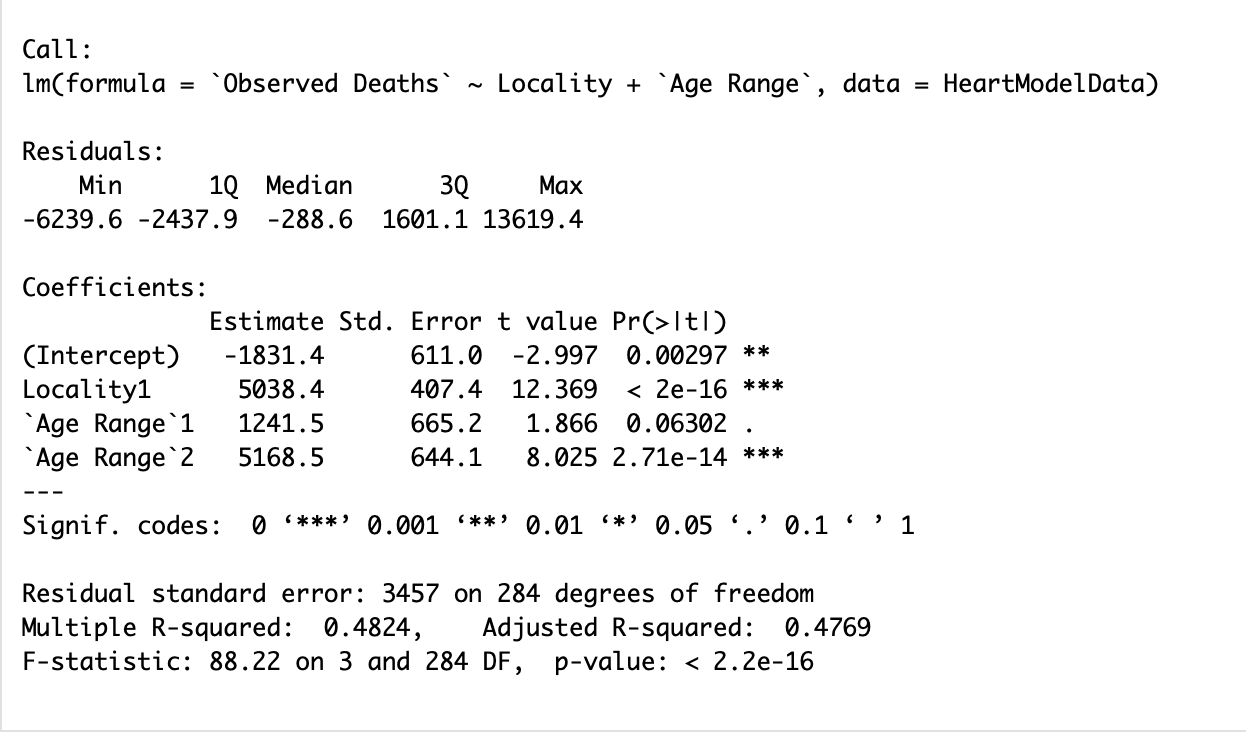 Call:
lm(formula = `Observed Deaths` ~ Locality + `Age Range`, data = HeartModelData)
Residuals:
    Min      1Q  Median      3Q     Max
-6239.6 -2437.9  -288.6  1601.1 13619.4
Coefficients:
             Estimate Std. Error t value Pr(>|t|)
(Intercept)   -1831.4      611.0  -2.997  0.00297 **
Locality1      5038.4      407.4  12.369  < 2e-16 ***
`Age Range`1   1241.5      665.2   1.866  0.06302 .
`Age Range`2   5168.5      644.1   8.025 2.71e-14 ***
---
Signif. codes:  0 ‘***’ 0.001 ‘**’ 0.01 ‘*’ 0.05 ‘.’ 0.1 ‘ ’ 1
Residual standard error: 3457 on 284 degrees of freedom
Multiple R-squared:  0.4824,    Adjusted R-squared:  0.4769
F-statistic: 88.22 on 3 and 284 DF,  p-value: < 2.2e-16